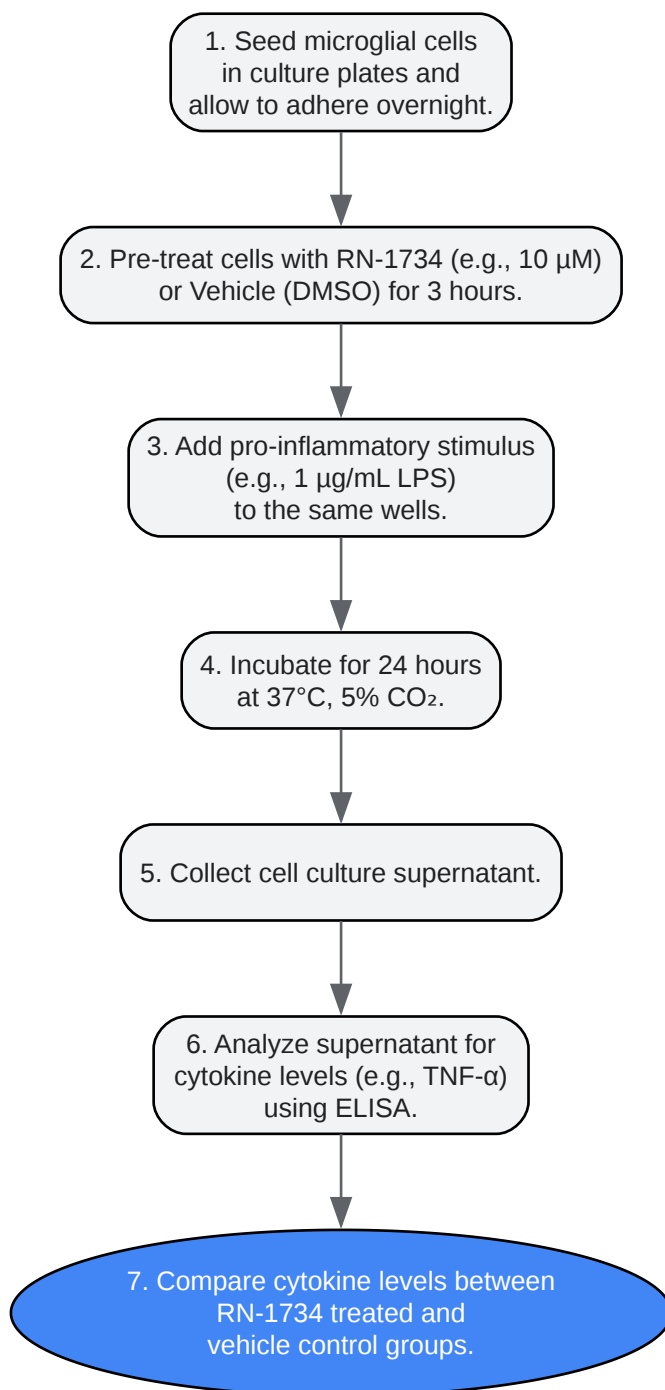 1. Seed microglial cells
in culture plates and
allow to adhere overnight.
2. Pre-treat cells with RN-1734 (e.g., 10 µM)
or Vehicle (DMSO) for 3 hours.
3. Add pro-inflammatory stimulus
(e.g., 1 µg/mL LPS)
to the same wells.
4. Incubate for 24 hours
at 37°C, 5% CO₂.
5. Collect cell culture supernatant.
6. Analyze supernatant for
cytokine levels (e.g., TNF-α)
using ELISA.
7. Compare cytokine levels between
RN-1734 treated and
vehicle control groups.